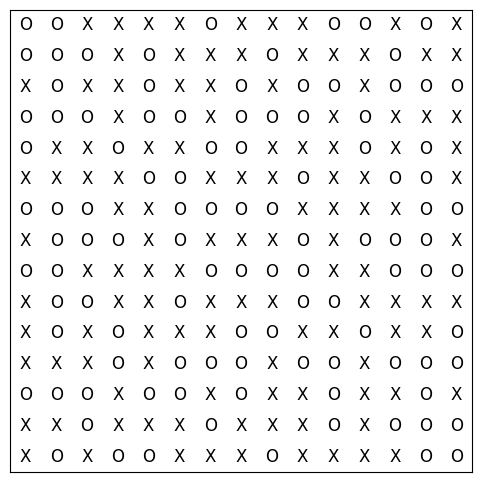 O O X X X X O X X X O O X O X
O O O X O X X X O X X X O X X
X O X X O X X O X O O X O O O
O O O X O O X O O O X O X X X
O X X O X X O O X X X O X O X
X X X X O O X X X O X X O O X
O O O X X O O O O X X X X O O
X O O O X O X X X O X O O O X
O O X X X X O O O O X X O O O
X O O X X O X X X O O X X X X
X O X O X X X O O X X O X X O
X X X O X O O O X O O X O O O
O O O X O O X O X X O X X O X
X X O X X X O X X X O X O O O
X O X O O X X X O X X X X O O